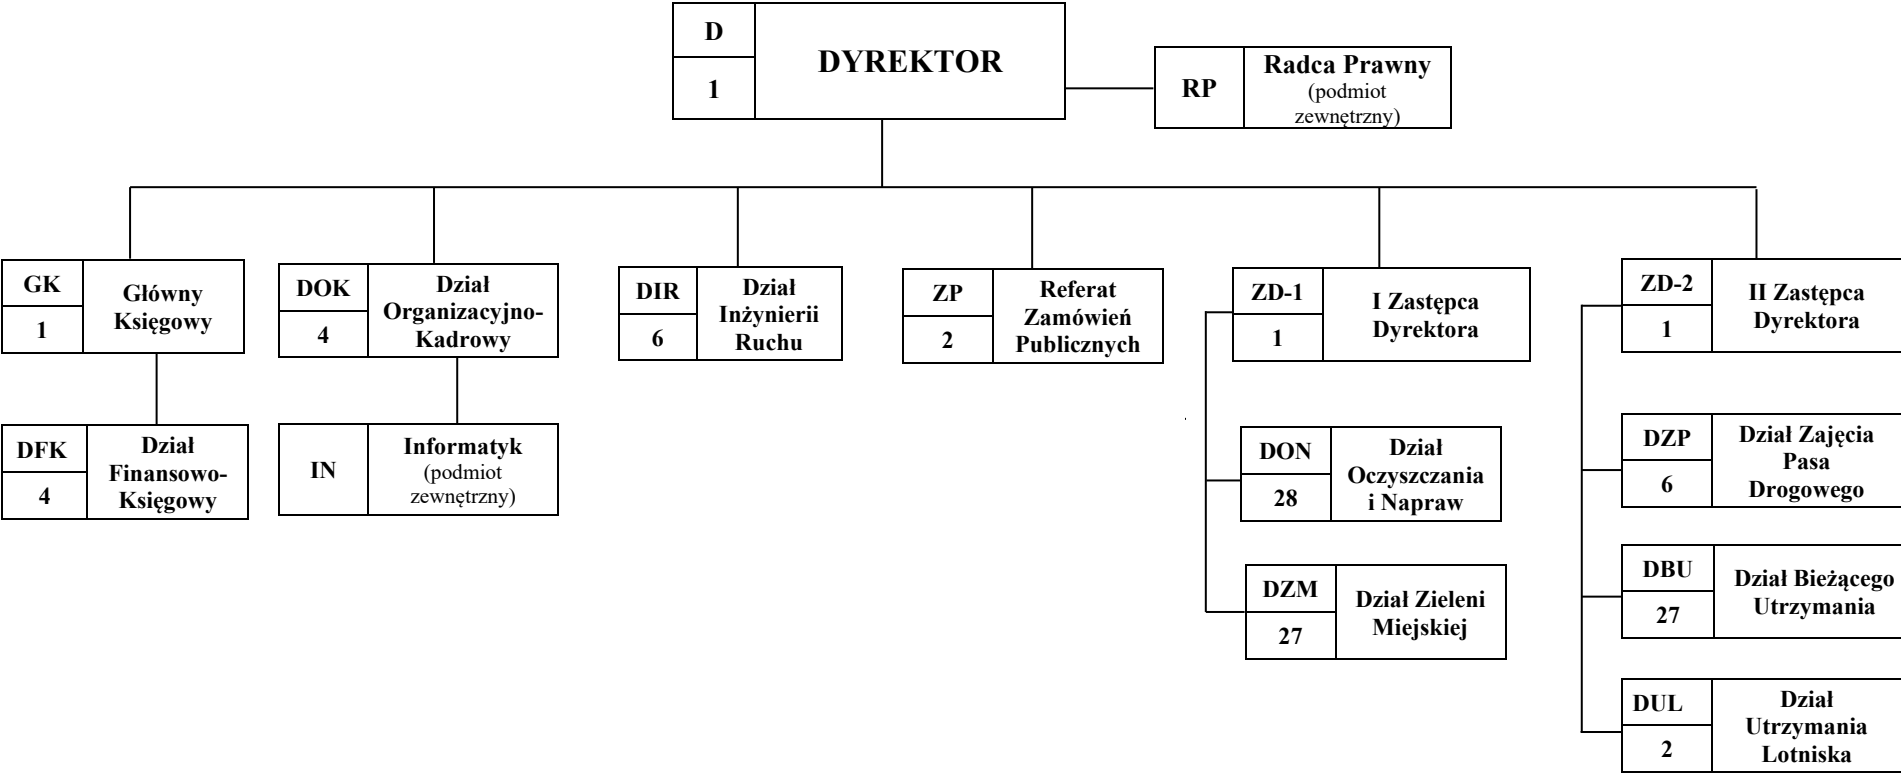 D
1
DYREKTOR
RP
Radca Prawny
(podmiot
zewnętrzny)
GK
1
Główny
Księgowy
DOK
4
Dział
Organizacyjno-
Kadrowy
DIR
6
Dział
Inżynierii
Ruchu
ZP
2
Referat
Zamówień
Publicznych
ZD-1
1
I Zastępca
Dyrektora
ZD-2
1
II Zastępca
Dyrektora
DFK
4
Dział
Finansowo-
Księgowy
IN
Informatyk
(podmiot
zewnętrzny)
DON
28
Dział
Oczyszczania
i Napraw
DZP
6
Dział Zajęcia
Pasa
Drogowego
DZM
27
Dział Zieleni
Miejskiej
DBU
27
Dział Bieżącego
Utrzymania
DUL
2
Dział
Utrzymania
Lotniska